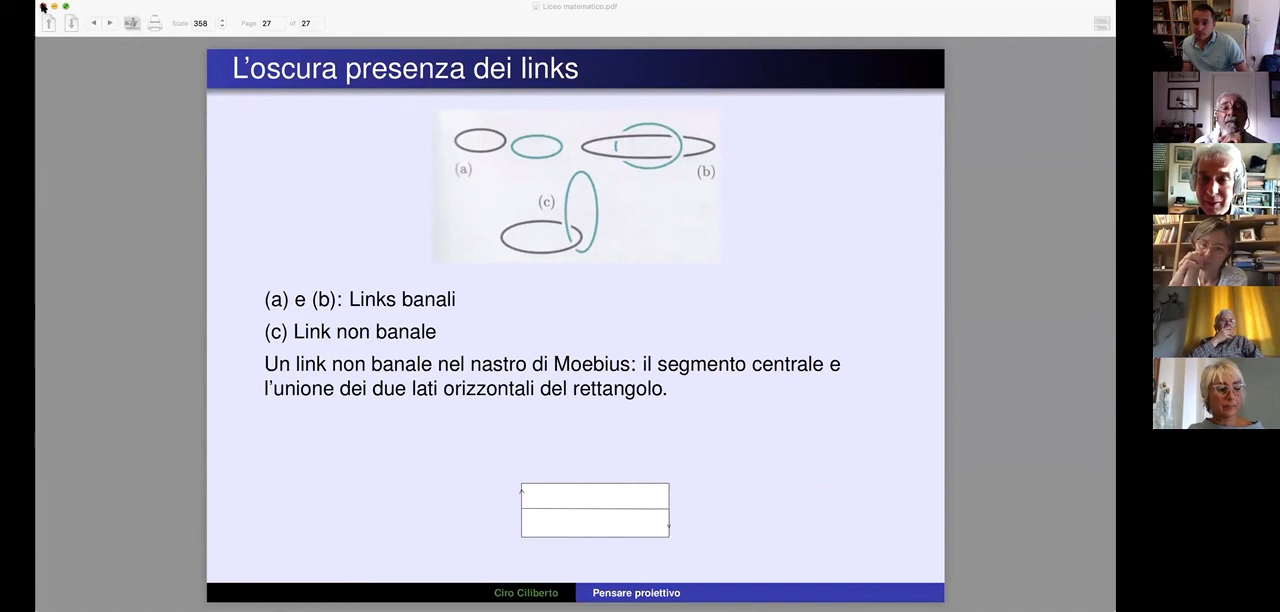 Liceo matematico.pdf
Scale 358 Page 27 of 27
L'oscura presenza dei links
(a)
(b)
(c)
(a) e (b): Links banali
(c) Link non banale
Un link non banale nel nastro di Moebius: il segmento centrale e
l'unione dei due lati orizzontali del rettangolo.
Ciro Ciliberto Pensare proiettivo